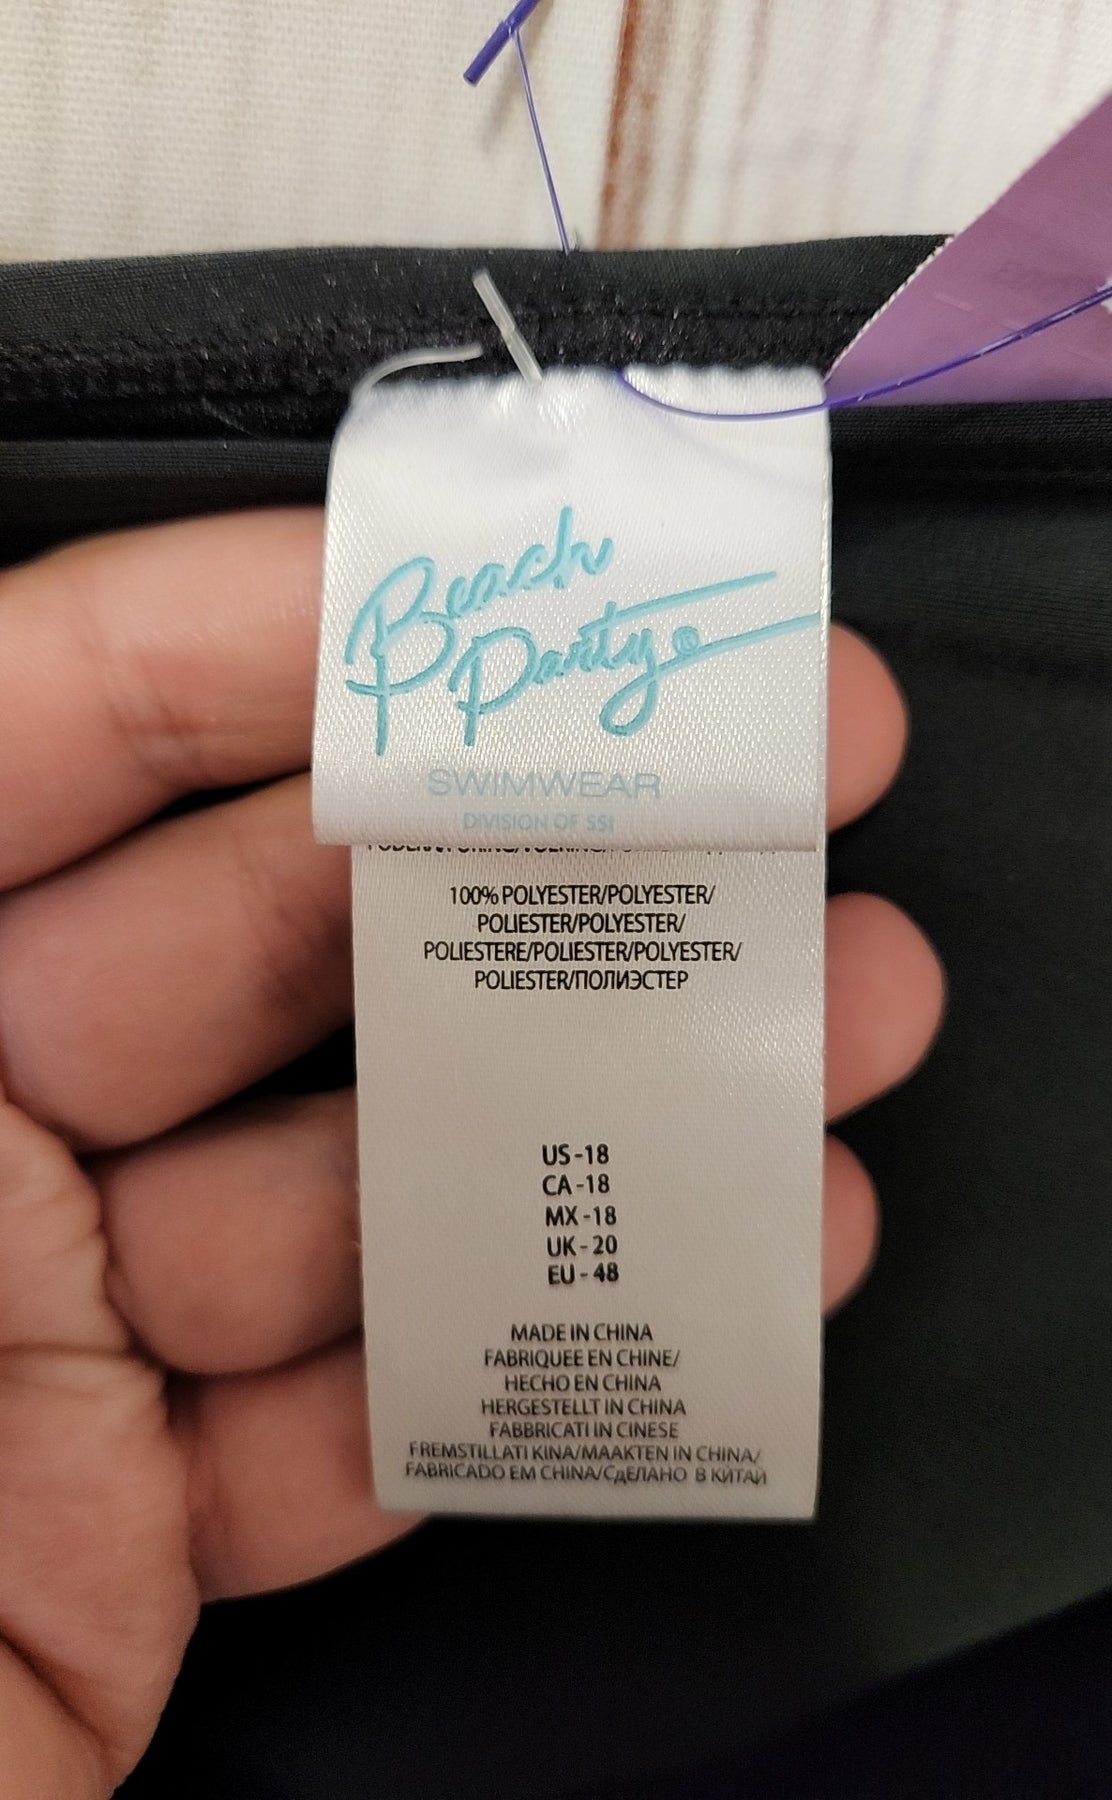 Beach
Party®
SWIMWEAR
DIVISION OF SSI
100% POLYESTER/POLYESTER/
POLIESTER/POLYESTER/
POLIESTERE/POLIESTER/POLYESTER/
POLIESTER/ПОЛИЭСТЕР
US-18
CA-18
MX-18
UK-20
EU-48
MADE IN CHINA
FABRIQUEE EN CHINE/
HECHO EN CHINA
HERGESTELLT IN CHINA
FABBRICATI IN CINESE
FREMSTILLATI KINA/MAAKTEN IN CHINA/
FABRICADO EM CHINA/СдЕЛАНО В КИТАЙ